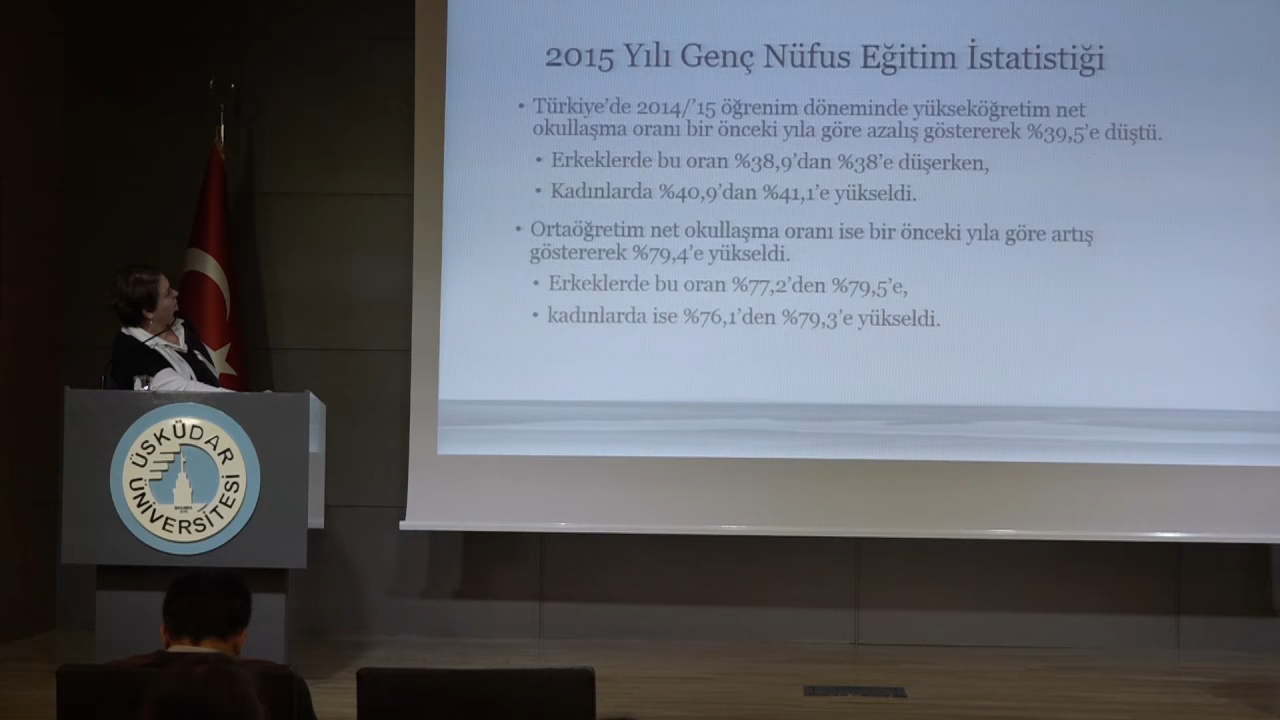 2015 Yılı Genç Nüfus Eğitim İstatistiği
• Türkiye'de 2014/'15 öğrenim döneminde yükseköğretim net
okullaşma oranı bir önceki yıla göre azalış göstererek %39,5'e düştü.
• Erkeklerde bu oran %38,9'dan %38'e düşerken,
• Kadınlarda %40,9'dan %41,1'e yükseldi.
• Ortaöğretim net okullaşma oranı ise bir önceki yıla göre artış
göstererek %79,4'e yükseldi.
• Erkeklerde bu oran %77,2'den %79,5'e,
• kadınlarda ise %76,1'den %79,3'e yükseldi.
ÜSKÜDAR
ÜNİVERSİTESİ